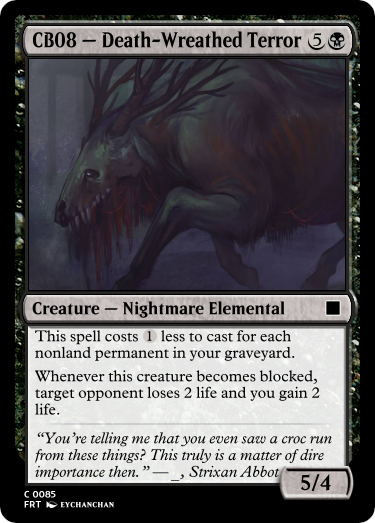 CB08 — Death-Wreathed Terror 5
Creature — Nightmare Elemental
This spell costs 1 less to cast for each
nonland permanent in your graveyard.
Whenever this creature becomes blocked,
target opponent loses 2 life and you gain 2
life.
“You’re telling me that you even saw a croc run
from these things? This truly is a matter of dire
importance then.” — _, Strixan Abbot
5/4
C 0085
FRT EYCHANCHAN